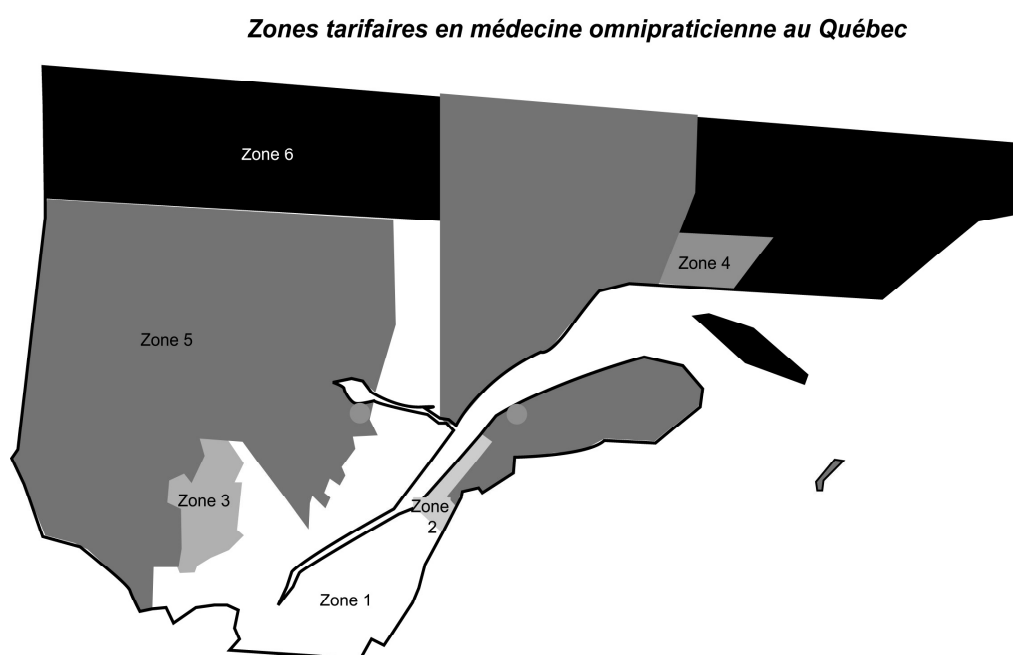 Zones tarifaires en médecine omnipraticienne au Québec
Zone 6
Zone 4
Zone 5
Zone 3
Zone
2
Zone 1